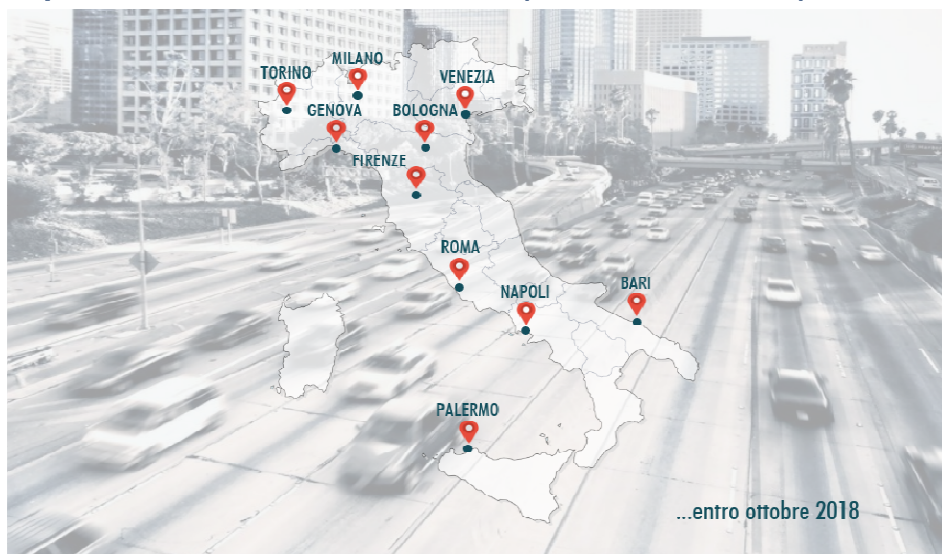 MILANO
TORINO
VENEZIA
GENOVA
BOLOGNA
FIRENZE
ROMA
NAPOLI
BARI
PALERMO
...entro ottobre 2018